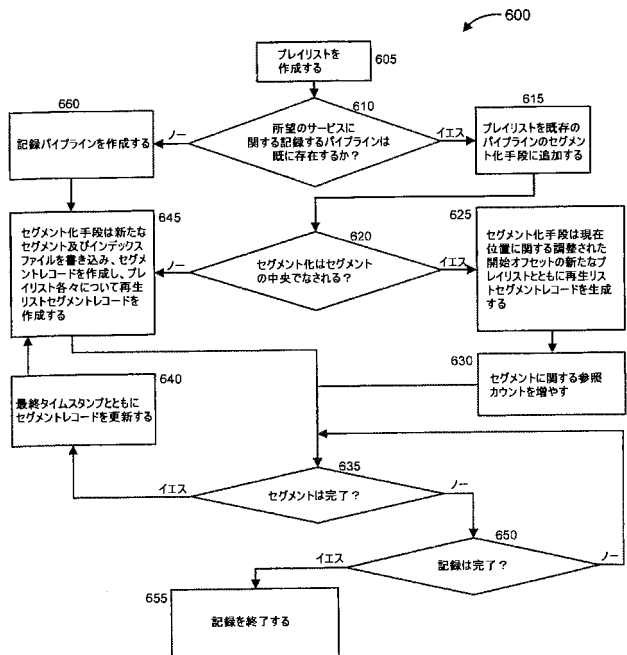 600
プレイリストを
作成する
605
660
610
615
記録パイプラインを作成する
ノー
所望のサービスに
関する記録するパイプラインは
既に存在するか?
イエス
プレイリストを既存の
パイプラインのセグメント
化手段に追加する
645
セグメント化手段は新たな
セグメント及びインデックス
ファイルを書き込み、セグメ
ントレコードを作成し、プレ
イリスト各々について再生
リストセグメントレコードを
作成する
ノー
620
セグメント化はセグメント
の中央でなされる?
イエス
625
セグメント化手段は現在
位置に関する調整された
開始オフセットの新たなプ
レイリストとともに再生リ
ストセグメントレコードを生成
する
640
最終タイムスタンプとともに
セグメントレコードを更新する
630
セグメントに関する参照
カウントを増やす
635
イエス
セグメントは完了?
ノー
650
イエス
記録は完了?
ノー
655
記録を終了する